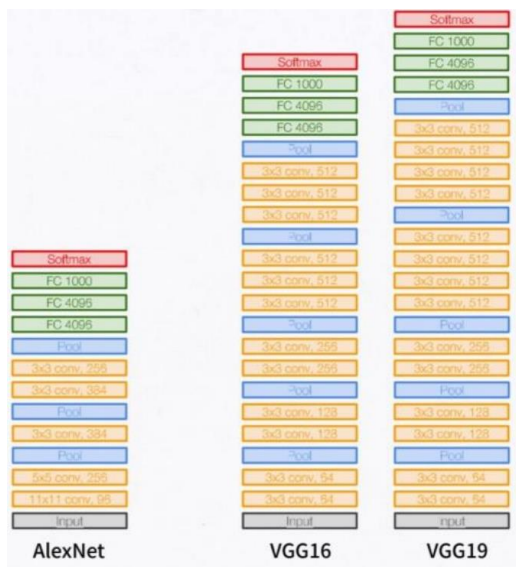 Softmax
FC 1000
FC 4096
FC 4096
Pool
3x3 conv, 256
3x3 conv, 384
Pool
3x3 conv, 384
Pool
5x5 conv, 256
11x11 conv, 96
Input
AlexNet
Softmax
FC 1000
FC 4096
FC 4096
Pool
3x3 conv, 512
3x3 conv, 512
3x3 conv, 512
Pool
3x3 conv, 512
3x3 conv, 512
3x3 conv, 512
Pool
3x3 conv, 256
3x3 conv, 256
Pool
3x3 conv, 128
3x3 conv, 128
Pool
3x3 conv, 64
3x3 conv, 64
Input
VGG16
Softmax
FC 1000
FC 4096
FC 4096
Pool
3x3 conv, 512
3x3 conv, 512
3x3 conv, 512
3x3 conv, 512
Pool
3x3 conv, 512
3x3 conv, 512
3x3 conv, 512
3x3 conv, 512
Pool
3x3 conv, 256
3x3 conv, 256
Pool
3x3 conv, 128
3x3 conv, 128
Pool
3x3 conv, 64
3x3 conv, 64
Input
VGG19